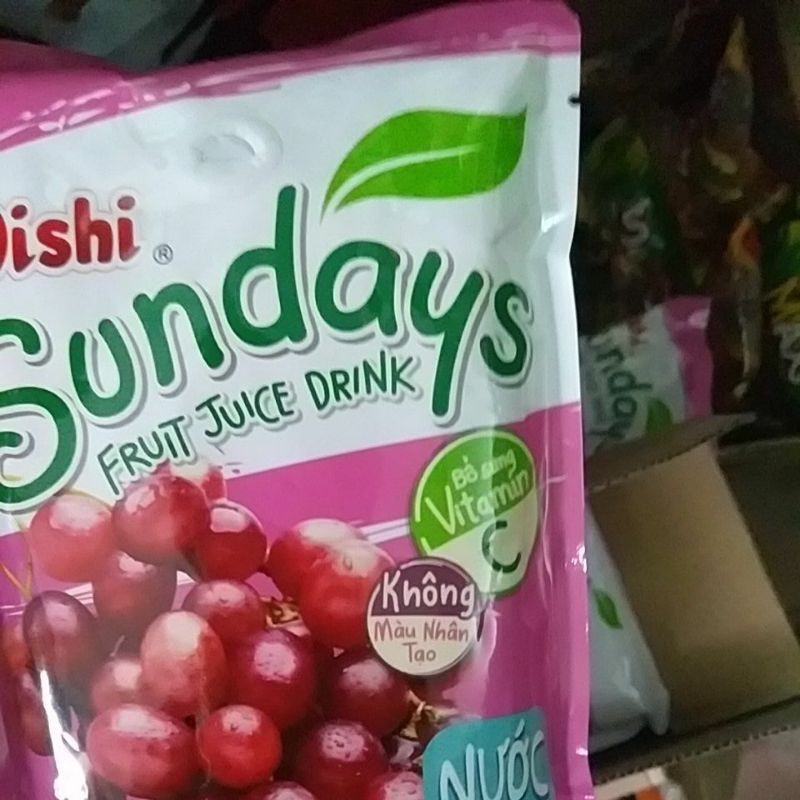 Oishi ®
Sundays
FRUIT JUICE DRINK
Bổ sung
Vitamin
C
Không
Màu Nhân
Tạo
NƯỚC